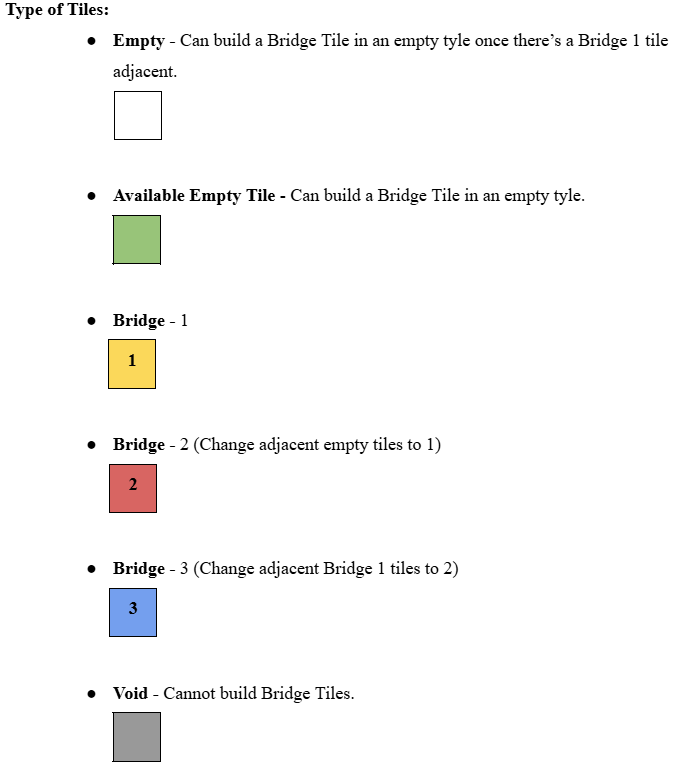 Type of Tiles:
● Empty - Can build a Bridge Tile in an empty tyle once there’s a Bridge 1 tile
adjacent.
● Available Empty Tile - Can build a Bridge Tile in an empty tyle.
● Bridge - 1
1
● Bridge - 2 (Change adjacent empty tiles to 1)
2
● Bridge - 3 (Change adjacent Bridge 1 tiles to 2)
3
● Void - Cannot build Bridge Tiles.